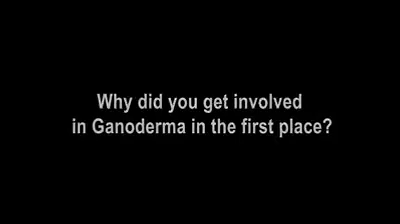 Why did you get involved
in Ganoderma in the first place?